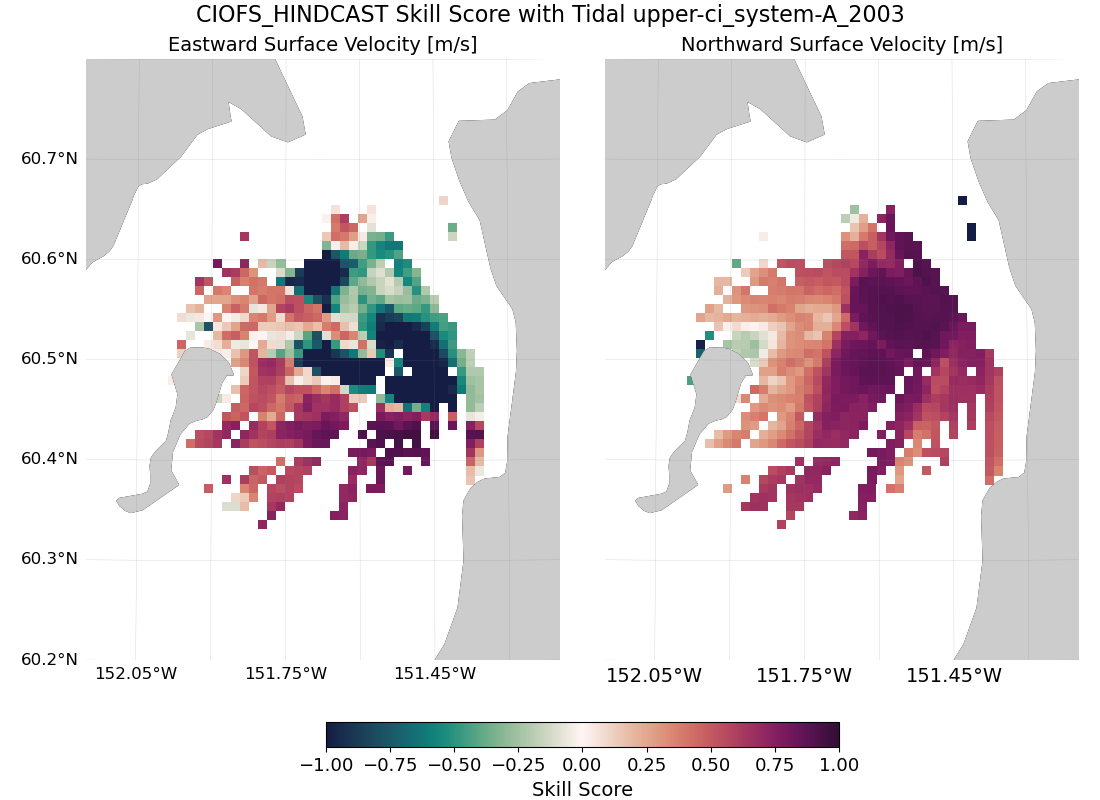 CIOFS_HINDCAST Skill Score with Tidal upper-ci_system-A_2003
Eastward Surface Velocity [m/s]
Northward Surface Velocity [m/s]
60.7°N
60.6°N
60.5°N
60.4°N
60.3°N
60.2°N
152.05°W 151.75°W 151.45°W
152.05°W 151.75°W 151.45°W
−1.00 −0.75 −0.50 −0.25 0.00 0.25 0.50 0.75 1.00
Skill Score